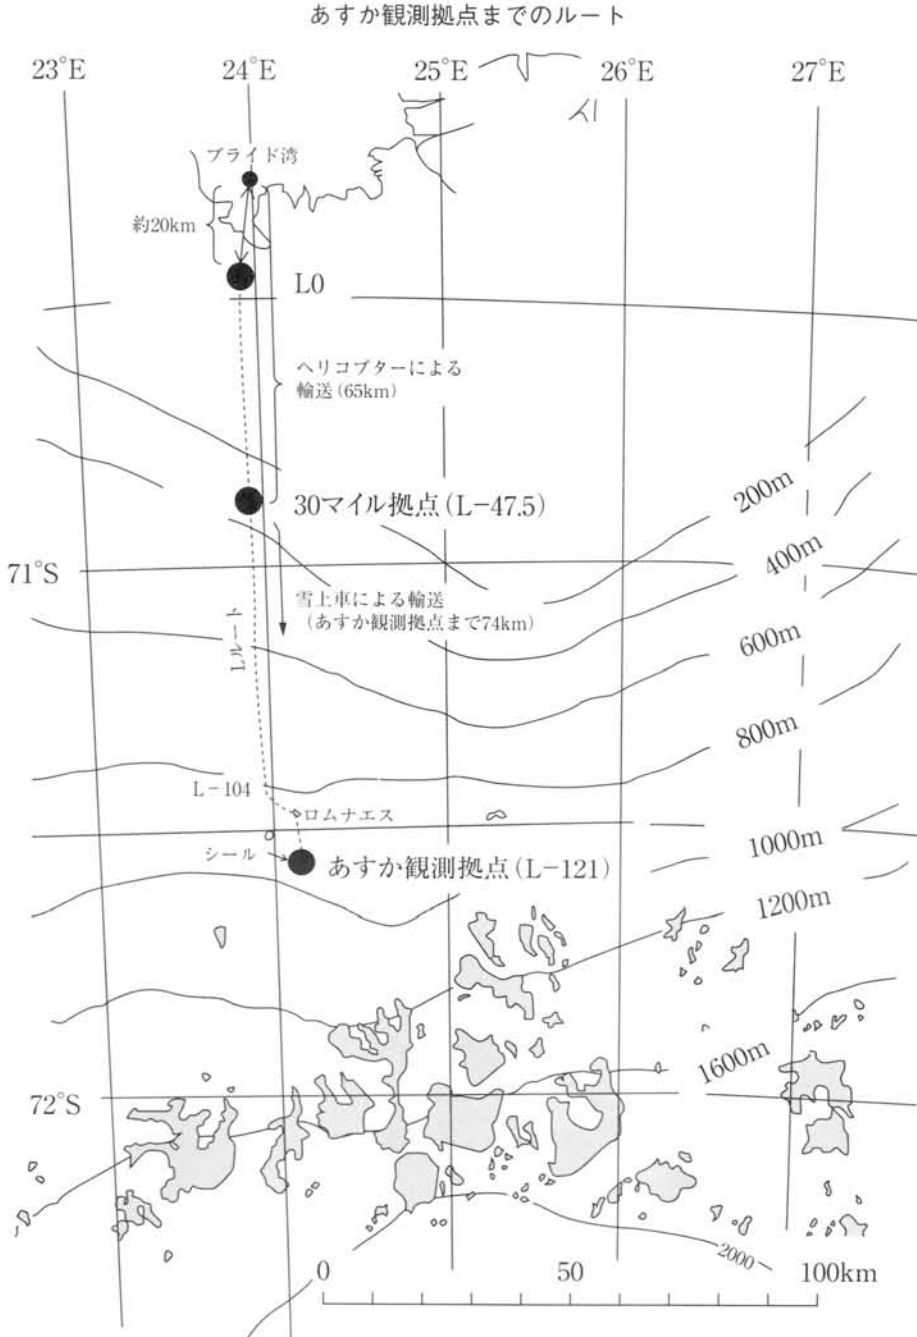 あすか観測拠点までのルート
23°E
24°E
25°E
26°E
27°E
ブライド湾
約20km
L0
ヘリコプターによる
輸送(65km)
30マイル拠点(L-47.5)
200m
71°S
400m
雪上車による輸送
(あすか観測拠点まで74km)
600m
Lルート
800m
L-104
ロムナエス
1000m
シール
あすか観測拠点(L-121)
1200m
1600m
72°S
2000
0
50
100km